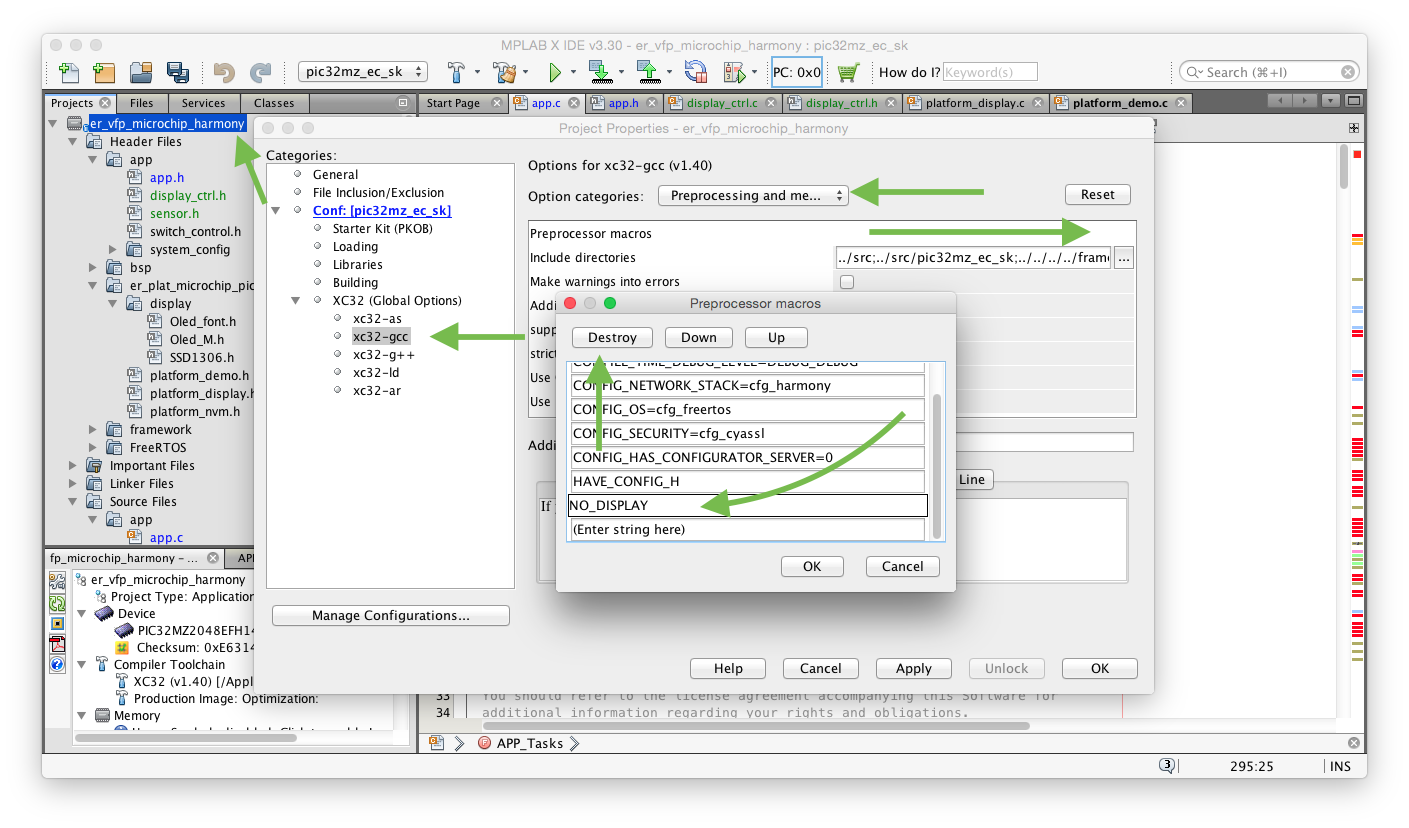 MPLAB X IDE v3.30 - er_vfp_microchip_harmony : pic32mz_ec_sk
pic32mz_ec_sk
PC: 0x0
How do I?
Keyword(s)
Search (⌘+I)
Projects
Files
Services
Classes
Start Page
app.c
app.h
display_ctrl.c
display_ctrl.h
platform_display.c
platform_demo.c
er_vfp_microchip_harmony
Header Files
app
app.h
display_ctrl.h
sensor.h
switch_control.h
system_config
bsp
er_plat_microchip_pic
display
Oled_font.h
Oled_M.h
SSD1306.h
platform_demo.h
platform_display.h
platform_nvm.h
framework
FreeRTOS
Important Files
Linker Files
Source Files
app
app.c
Project Properties - er_vfp_microchip_harmony
Categories:
General
File Inclusion/Exclusion
Conf: [pic32mz_ec_sk]
Starter Kit (PKOB)
Loading
Libraries
Building
XC32 (Global Options)
xc32-as
xc32-gcc
xc32-g++
xc32-ld
xc32-ar
Manage Configurations...
Options for xc32-gcc (v1.40)
Option categories:
Preprocessing and me...
Reset
Preprocessor macros
Include directories
../src;../src/pic32mz_ec_sk;../../../../fram
...
Make warnings into errors
Addi
supp
strict
Use
Use
Addi
Line
If
Preprocessor macros
Destroy
Down
Up
CONFIG_NETWORK_STACK=cfg_harmony
CONFIG_OS=cfg_freertos
CONFIG_SECURITY=cfg_cyassl
CONFIG_HAS_CONFIGURATOR_SERVER=0
HAVE_CONFIG_H
NO_DISPLAY
(Enter string here)
OK
Cancel
Help
Cancel
Apply
Unlock
OK
fp_microchip_harmony – ...
API
er_vfp_microchip_harmony
Project Type: Application
Device
PIC32MZ2048EFH14
Checksum: 0xE6314
Compiler Toolchain
XC32 (v1.40) [/Appl
Production Image: Optimization:
Memory
33
You should refer to the license agreement accompanying this Software for
34
additional information regarding your rights and obligations.
APP_Tasks
3
295:25
INS